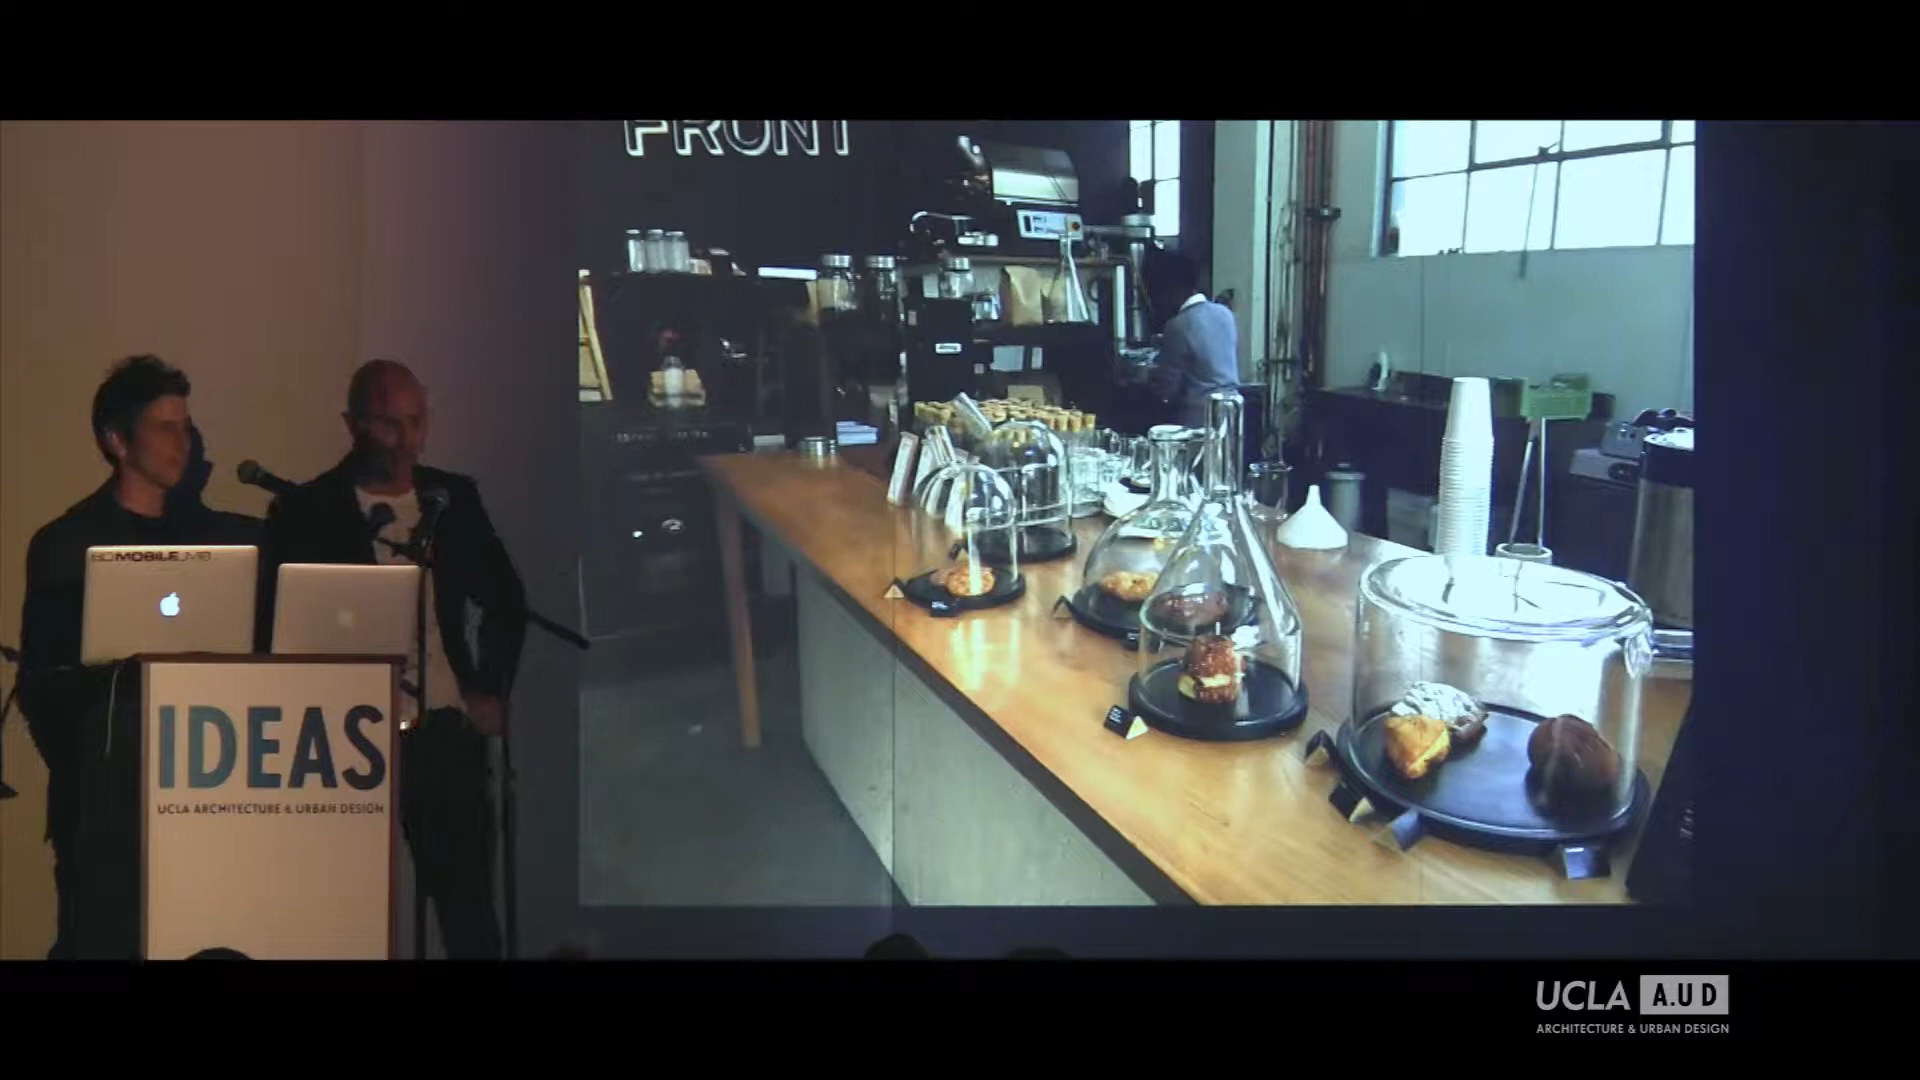 FRONT
MOBILE
IDEAS
UCLA ARCHITECTURE & URBAN DESIGN
UCLA A.UD
ARCHITECTURE & URBAN DESIGN